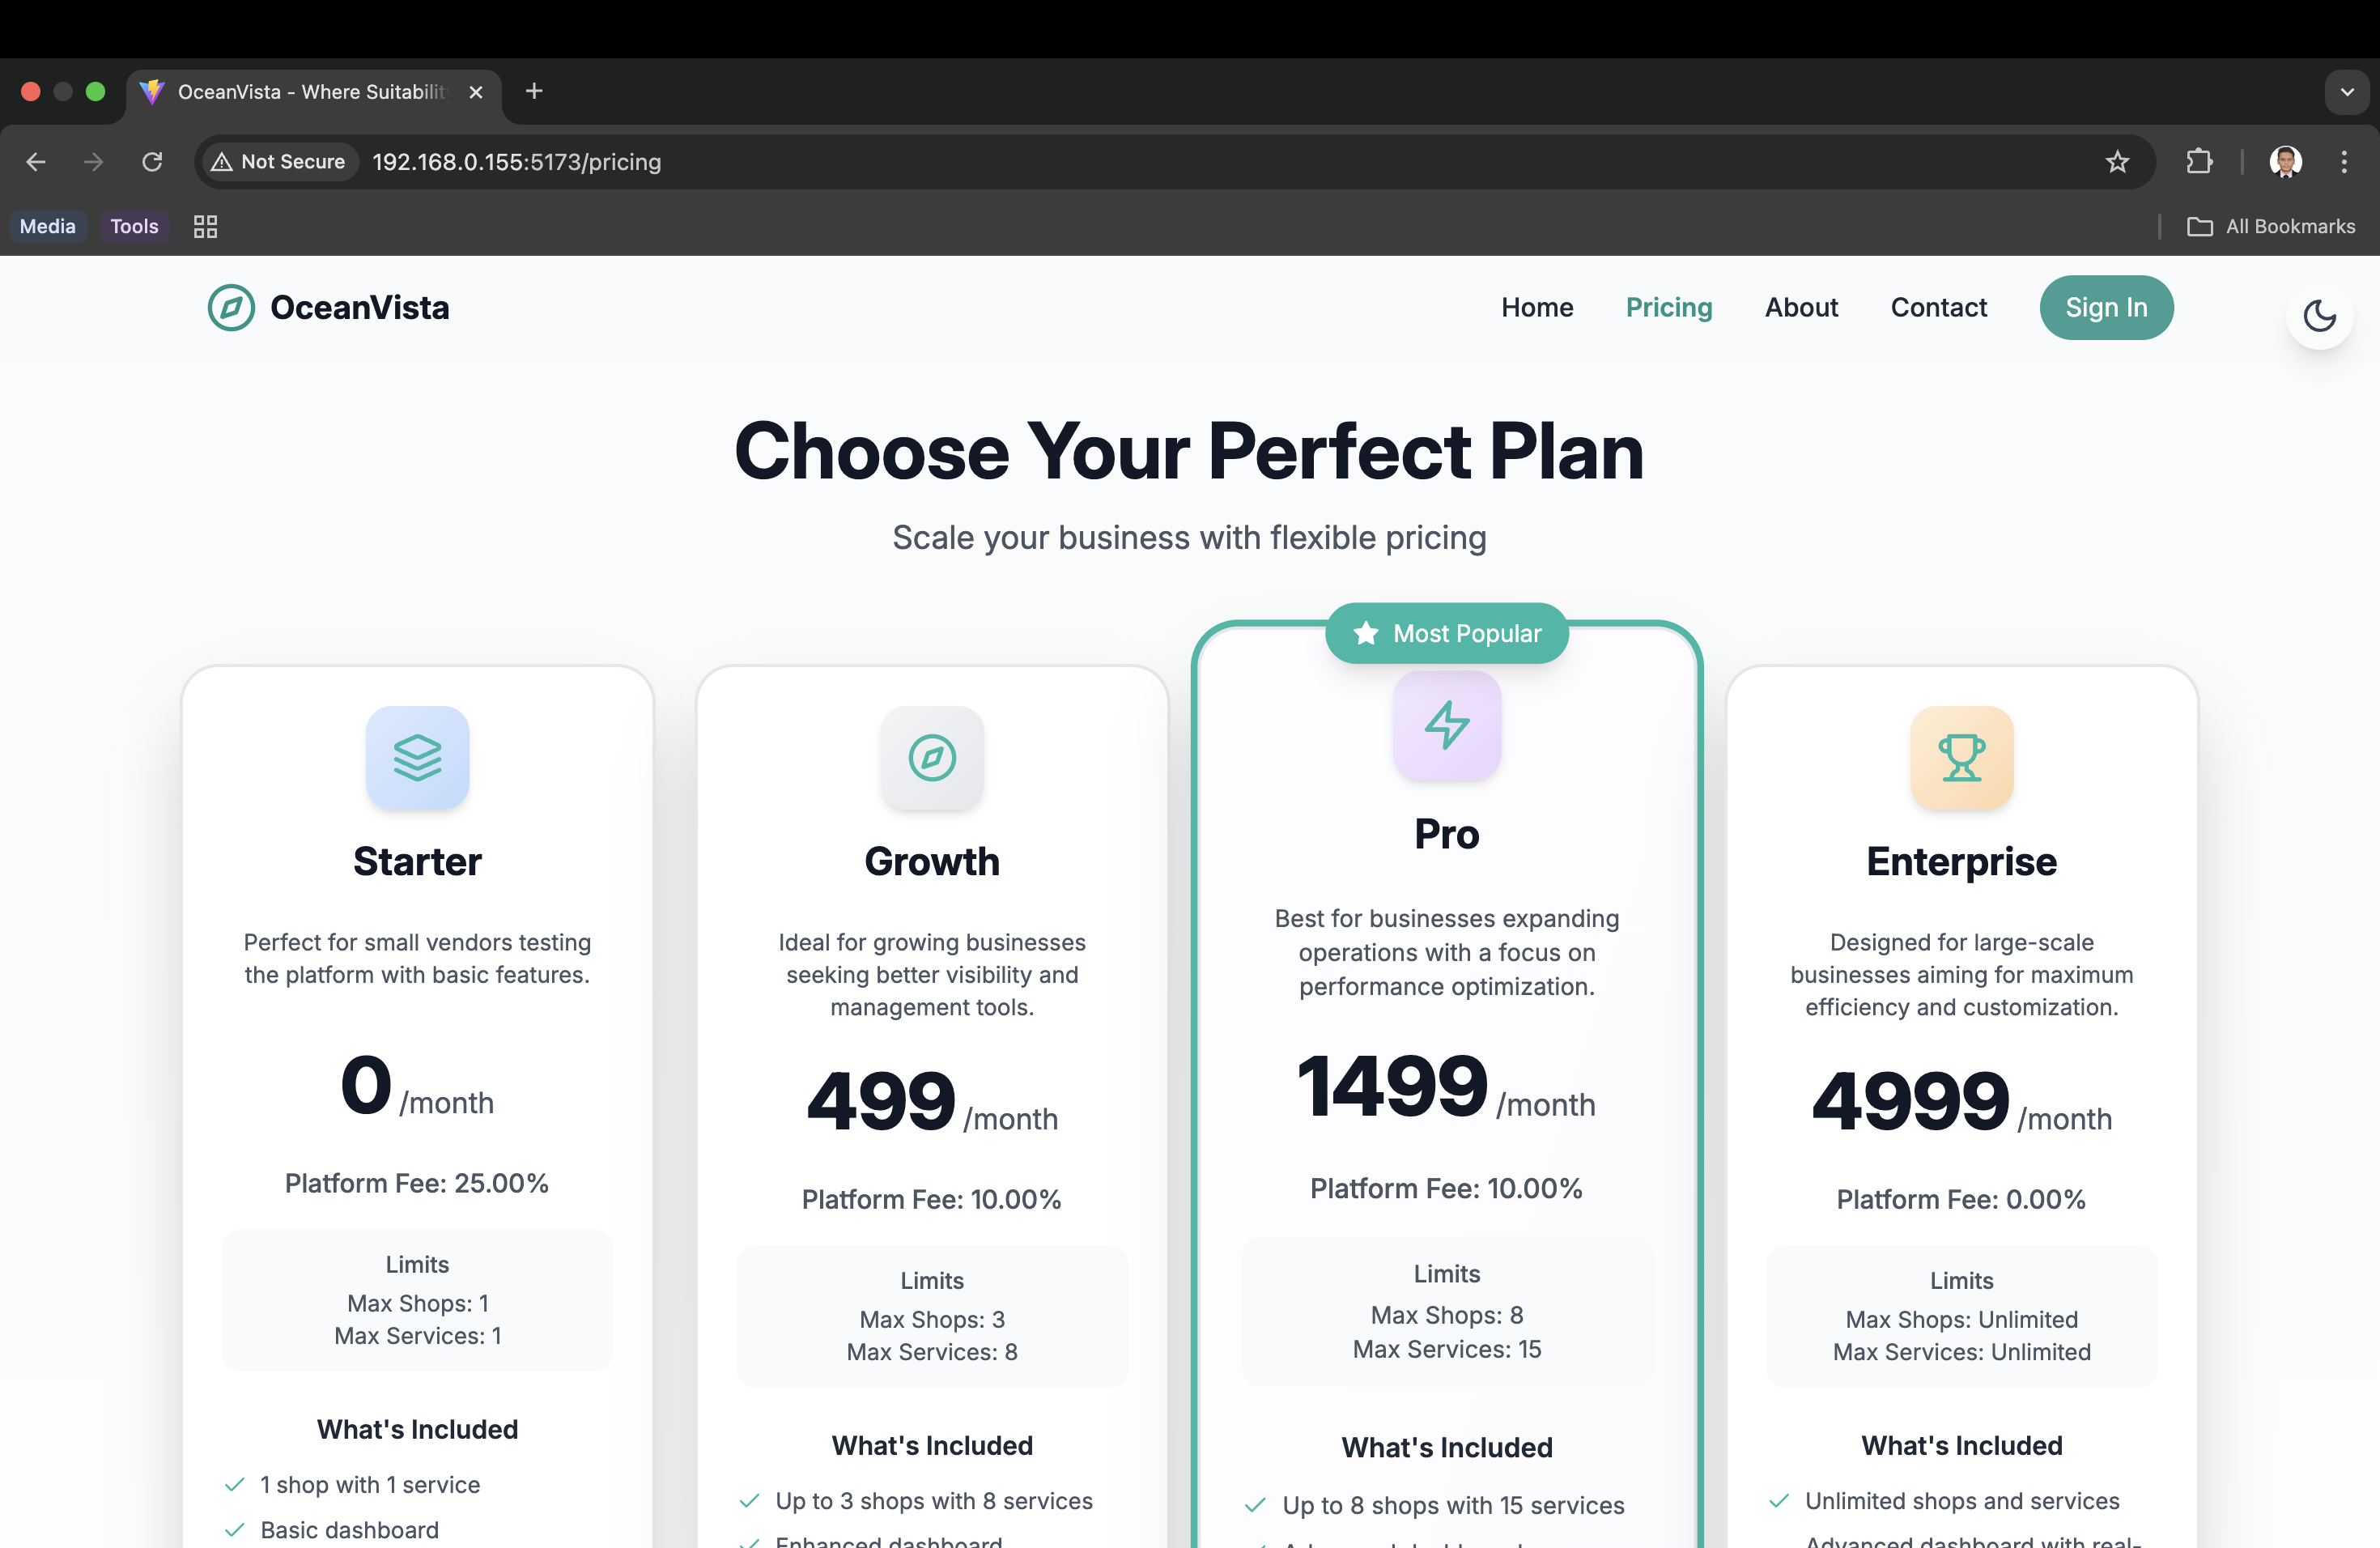 OceanVista - Where Suitabilit
Not Secure
192.168.0.155:5173/pricing
Media
Tools
All Bookmarks
OceanVista
Home
Pricing
About
Contact
Sign In
Choose Your Perfect Plan
Scale your business with flexible pricing
Starter
Perfect for small vendors testing
the platform with basic features.
0 /month
Platform Fee: 25.00%
Limits
Max Shops: 1
Max Services: 1
What's Included
1 shop with 1 service
Basic dashboard
Growth
Ideal for growing businesses
seeking better visibility and
management tools.
499 /month
Platform Fee: 10.00%
Limits
Max Shops: 3
Max Services: 8
What's Included
Up to 3 shops with 8 services
Enhanced dashboard
Most Popular
Pro
Best for businesses expanding
operations with a focus on
performance optimization.
1499 /month
Platform Fee: 10.00%
Limits
Max Shops: 8
Max Services: 15
What's Included
Up to 8 shops with 15 services
Enterprise
Designed for large-scale
businesses aiming for maximum
efficiency and customization.
4999 /month
Platform Fee: 0.00%
Limits
Max Shops: Unlimited
Max Services: Unlimited
What's Included
Unlimited shops and services
Advanced dashboard with real-